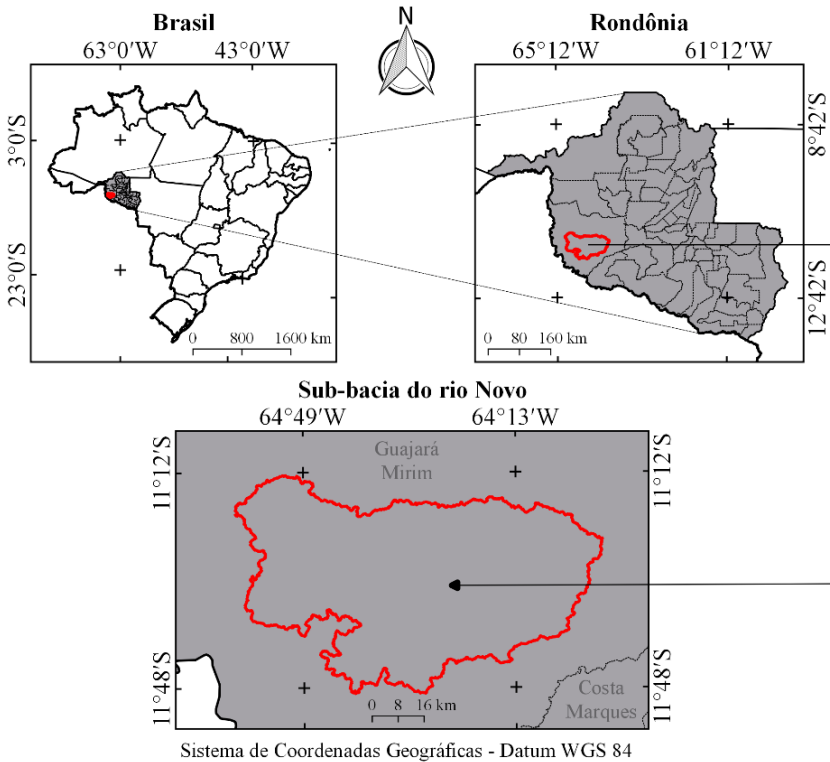 Brasil
63°0′W 43°0′W
3°0′S
23°0′S
0 800 1600 km
N
Rondônia
65°12′W 61°12′W
8°42′S
12°42′S
0 80 160 km
Sub-bacia do rio Novo
64°49′W 64°13′W
11°12′S 11°12′S
Guajará
Mirim
11°48′S 11°48′S
Costa
Marques
0 8 16 km
Sistema de Coordenadas Geográficas - Datum WGS 84